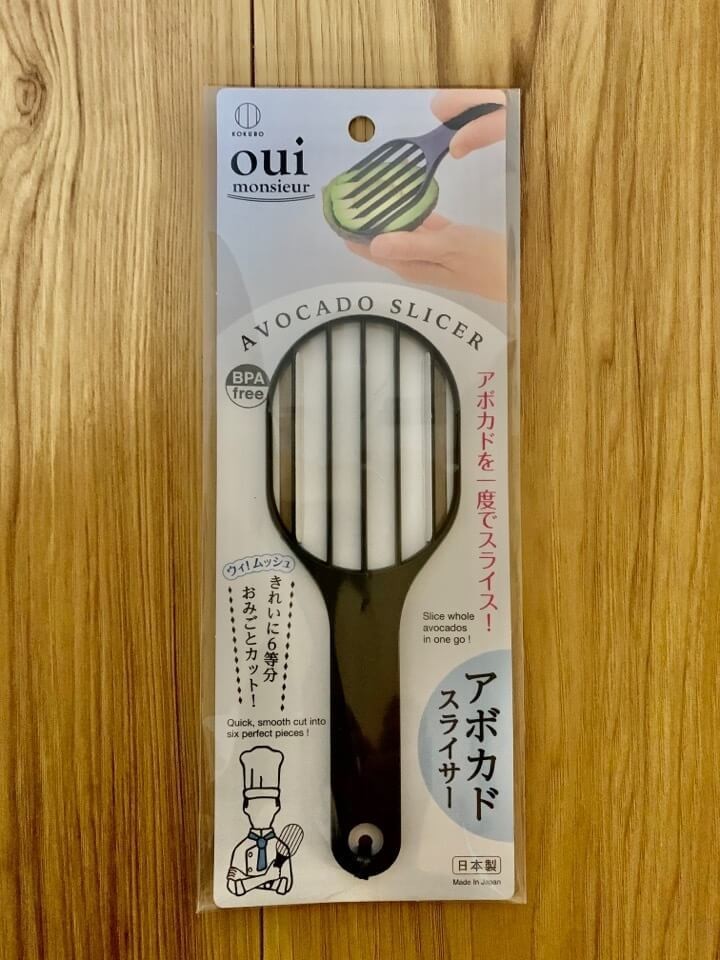 KOKUBO
oui
monsieur
AVOCADO SLICER
BPA
free
アボカドを一度でスライス！
Slice whole
avocados
in one go !
ウィ！ムッシュ
きれいに6等分
おみごとカット！
Quick, smooth cut into
six perfect pieces !
アボカド
スライサー
日本製
Made In Japan